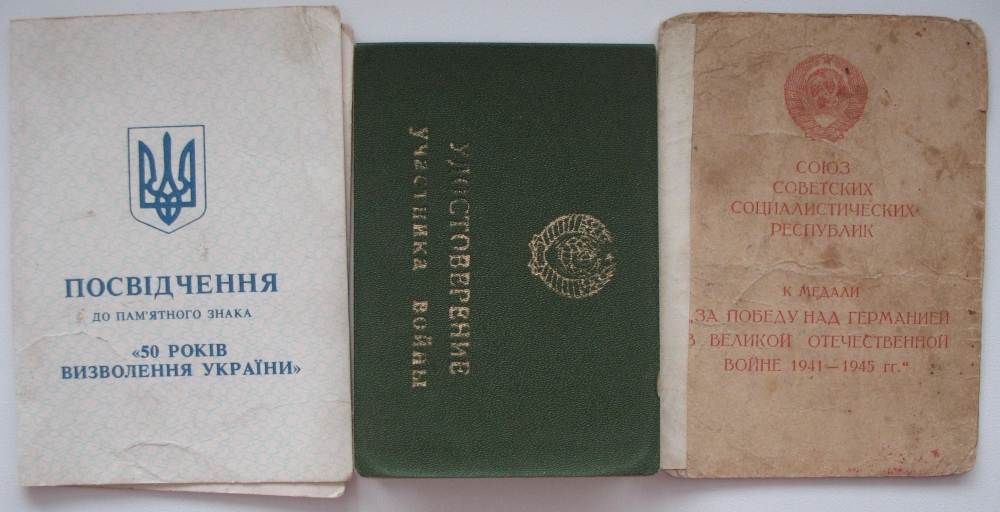 ПОСВІДЧЕННЯ
ДО ПАМ'ЯТНОГО ЗНАКА
«50 РОКІВ
ВИЗВОЛЕННЯ УКРАЇНИ»
УДОСТОВЕРЕНИЕ
участника войны
СОЮЗ
СОВЕТСКИХ
СОЦИАЛИСТИЧЕСКИХ
РЕСПУБЛИК
К МЕДАЛИ
„ЗА ПОБЕДУ НАД ГЕРМАНИЕЙ
В ВЕЛИКОЙ ОТЕЧЕСТВЕННОЙ
ВОЙНЕ 1941—1945 гг.“